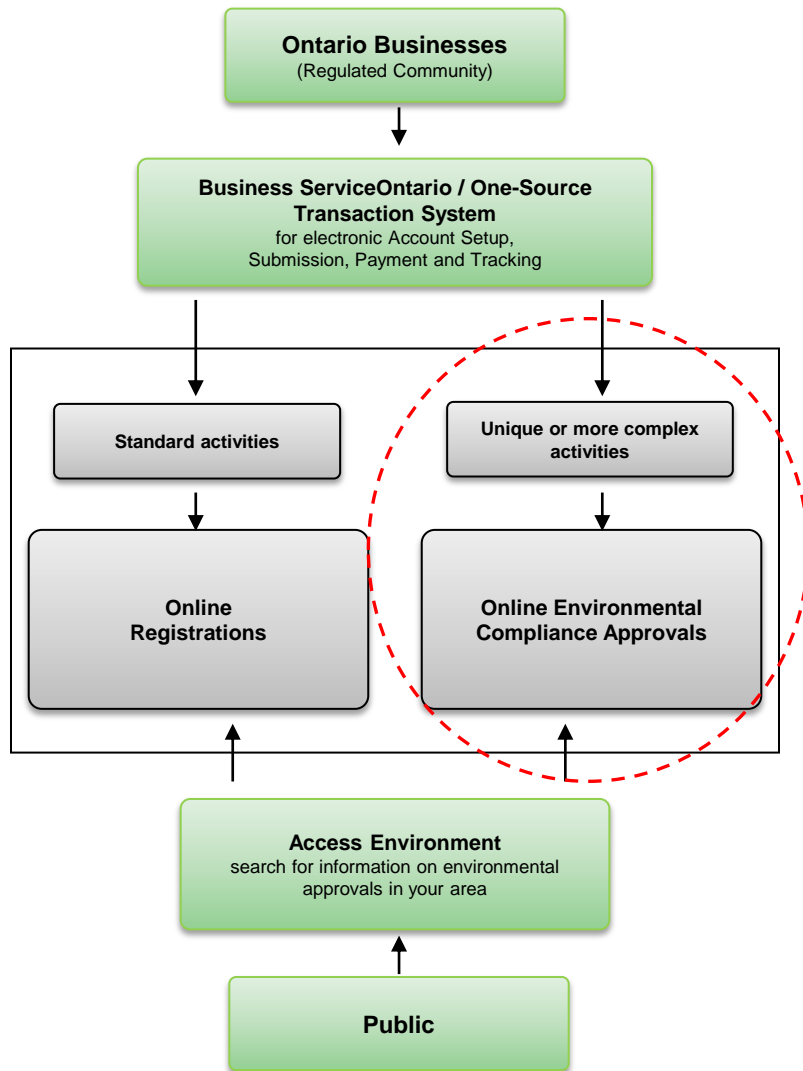 Ontario Businesses
(Regulated Community)
Business ServiceOntario / One-Source
Transaction System
for electronic Account Setup,
Submission, Payment and Tracking
Standard activities
Unique or more complex
activities
Online
Registrations
Online Environmental
Compliance Approvals
Access Environment
search for information on environmental
approvals in your area
Public